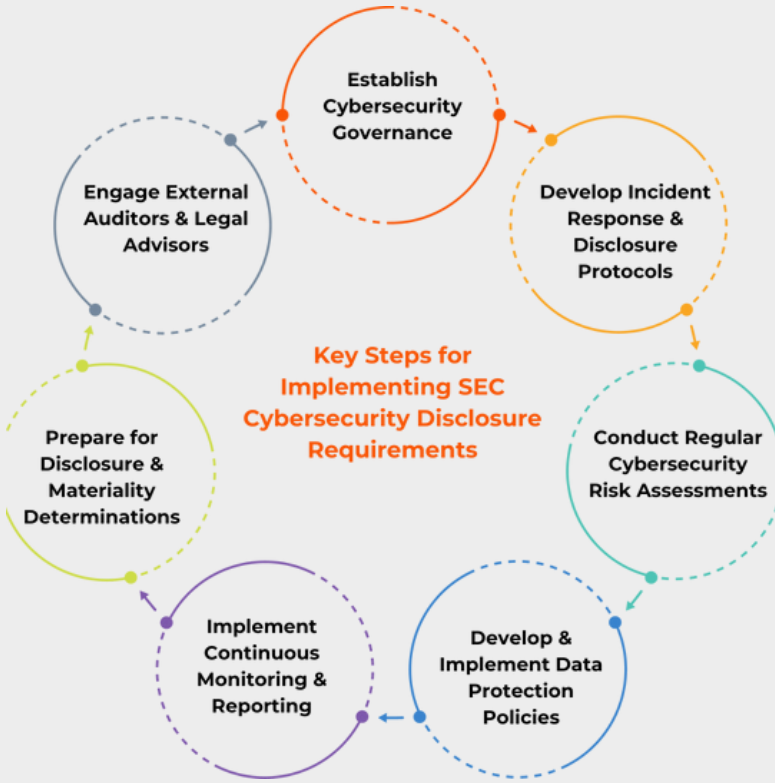 Establish
Cybersecurity
Governance
Develop Incident
Response &
Disclosure
Protocols
Conduct Regular
Cybersecurity
Risk Assessments
Develop &
Implement Data
Protection
Policies
Implement
Continuous
Monitoring &
Reporting
Prepare for
Disclosure &
Materiality
Determinations
Engage External
Auditors & Legal
Advisors
Key Steps for
Implementing SEC
Cybersecurity Disclosure
Requirements